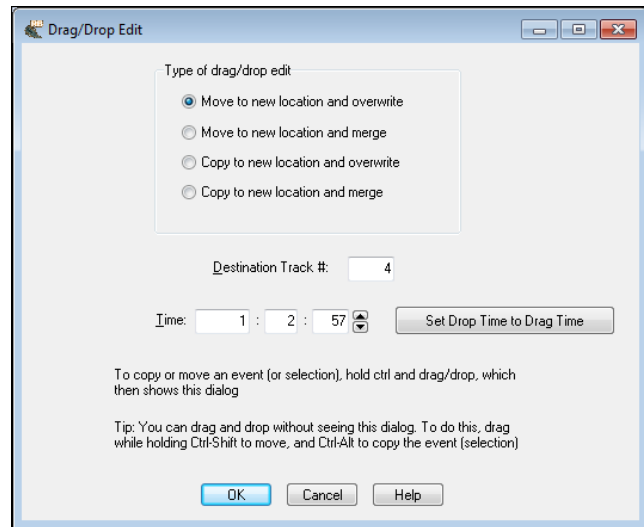 Drag/Drop Edit
Type of drag/drop edit
Move to new location and overwrite
Move to new location and merge
Copy to new location and overwrite
Copy to new location and merge
Destination Track #: 4
Time: 1 : 2 : 57 Set Drop Time to Drag Time
To copy or move an event (or selection), hold ctrl and drag/drop, which
then shows this dialog
Tip: You can drag and drop without seeing this dialog. To do this, drag
while holding Ctrl-Shift to move, and Ctrl-Alt to copy the event (selection)
OK Cancel Help